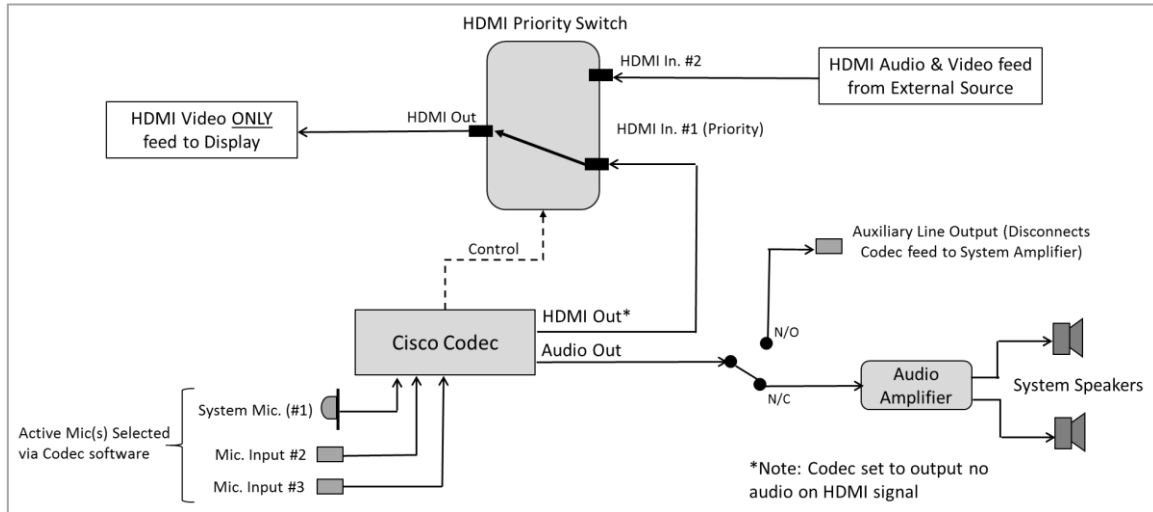 HDMI Priority Switch
HDMI In. #2
HDMI Audio & Video feed
from External Source
HDMI Out
HDMI Video ONLY
feed to Display
HDMI In. #1 (Priority)
Control
Auxiliary Line Output (Disconnects
Codec feed to System Amplifier)
HDMI Out*
Cisco Codec
Audio Out
N/O
N/C
Audio
Amplifier
System Speakers
System Mic. (#1)
Active Mic(s) Selected
via Codec software
Mic. Input #2
Mic. Input #3
*Note: Codec set to output no
audio on HDMI signal